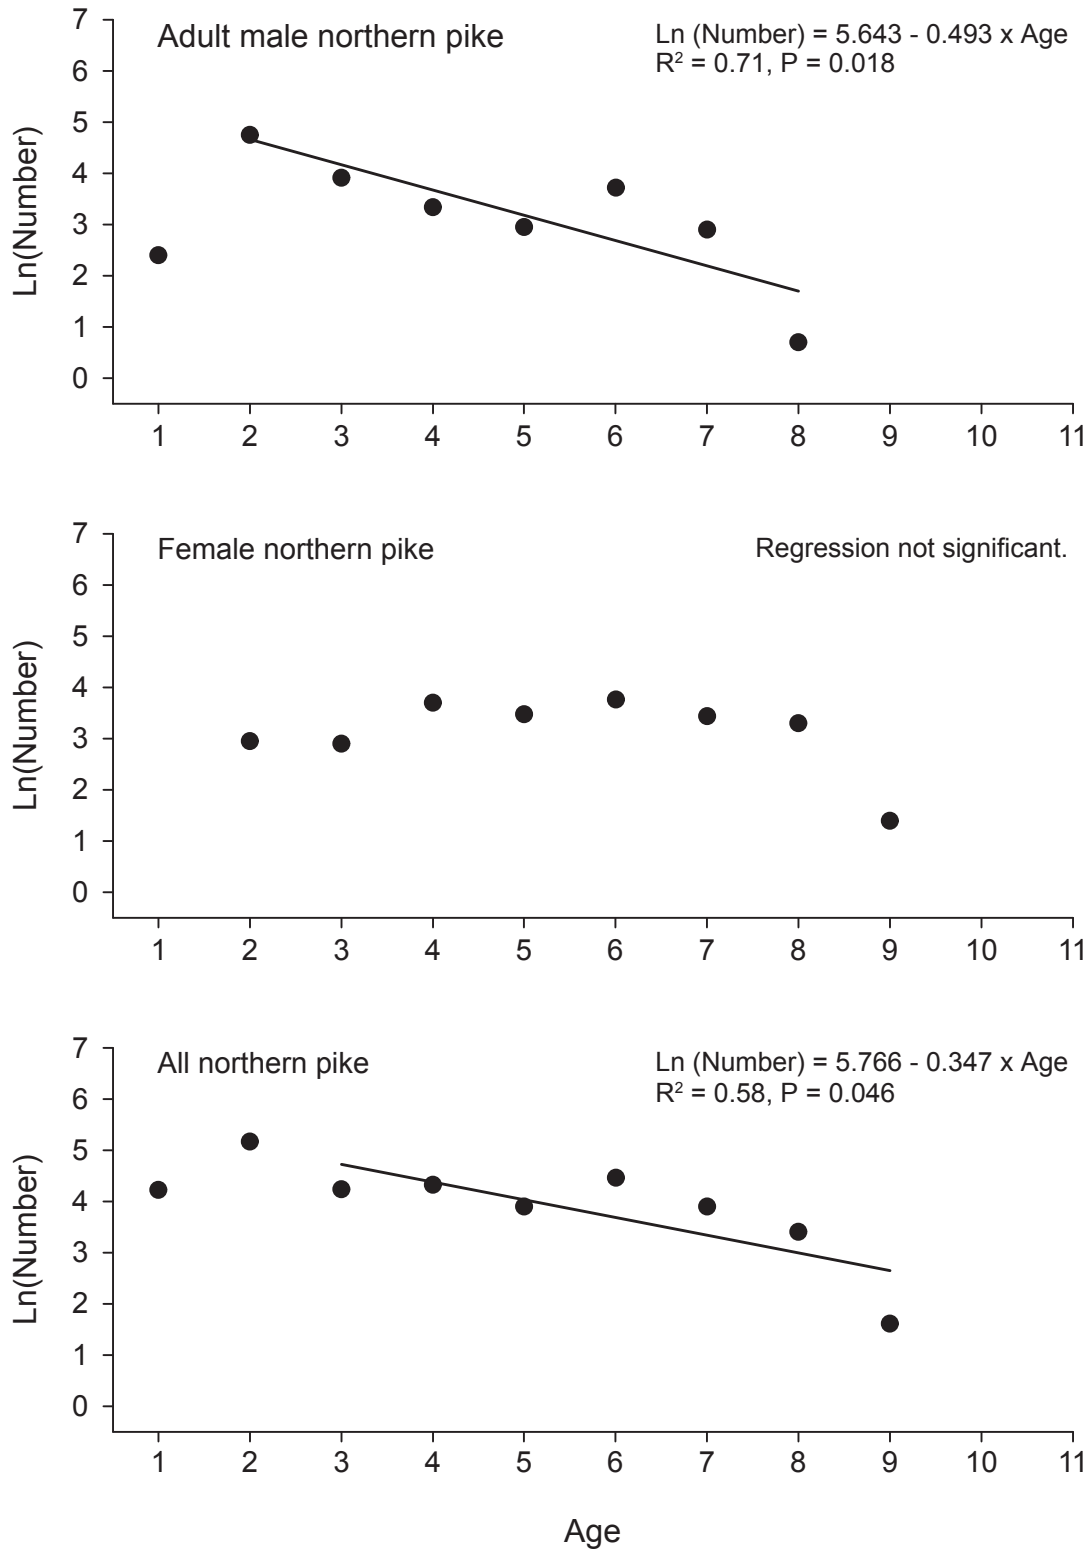 Adult male northern pike
Ln (Number) = 5.643 - 0.493 x Age
R² = 0.71, P = 0.018
Ln(Number)
7
6
5
4
3
2
1
0
1 2 3 4 5 6 7 8 9 10 11
Female northern pike
Regression not significant.
Ln(Number)
7
6
5
4
3
2
1
0
1 2 3 4 5 6 7 8 9 10 11
All northern pike
Ln (Number) = 5.766 - 0.347 x Age
R² = 0.58, P = 0.046
Ln(Number)
7
6
5
4
3
2
1
0
1 2 3 4 5 6 7 8 9 10 11
Age